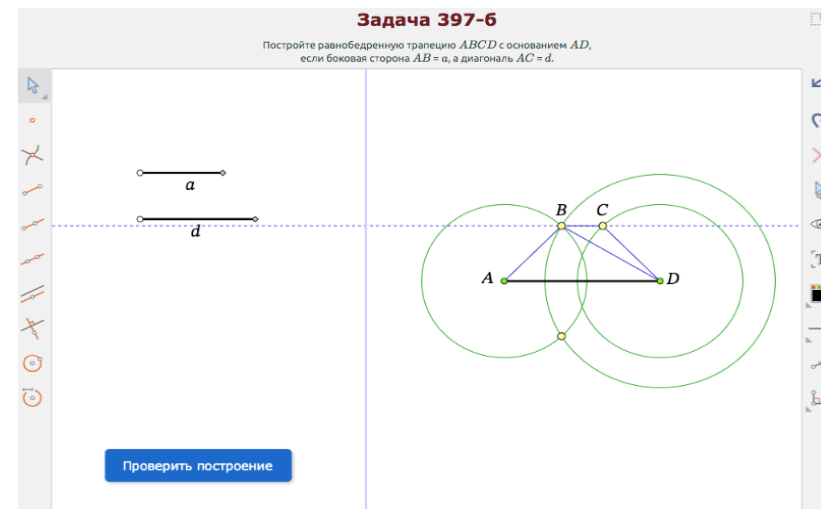 Задача 397-б
Постройте равнобедренную трапецию ABCD с основанием AD,
если боковая сторона AB = a, а диагональ AC = d.
a
d
B C
A D
Проверить построение